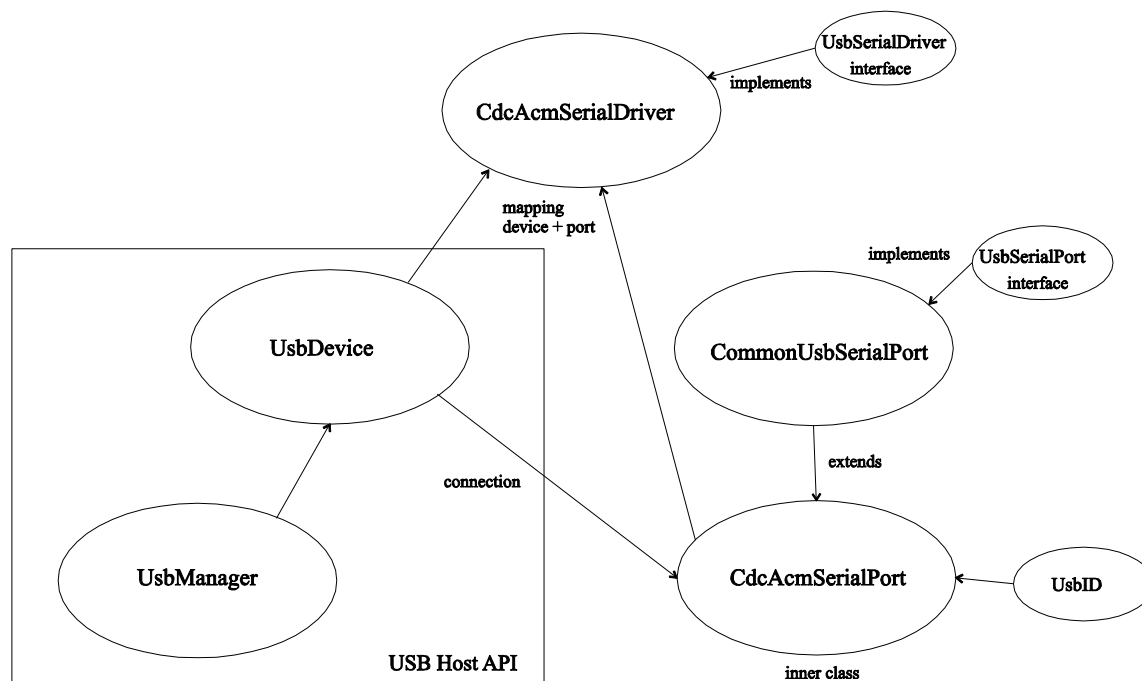 UsbSerialDriver
interface
implements
CdcAcmSerialDriver
mapping
device + port
implements
UsbSerialPort
interface
UsbDevice
CommonUsbSerialPort
connection
extends
UsbManager
CdcAcmSerialPort
UsbID
USB Host API
inner class